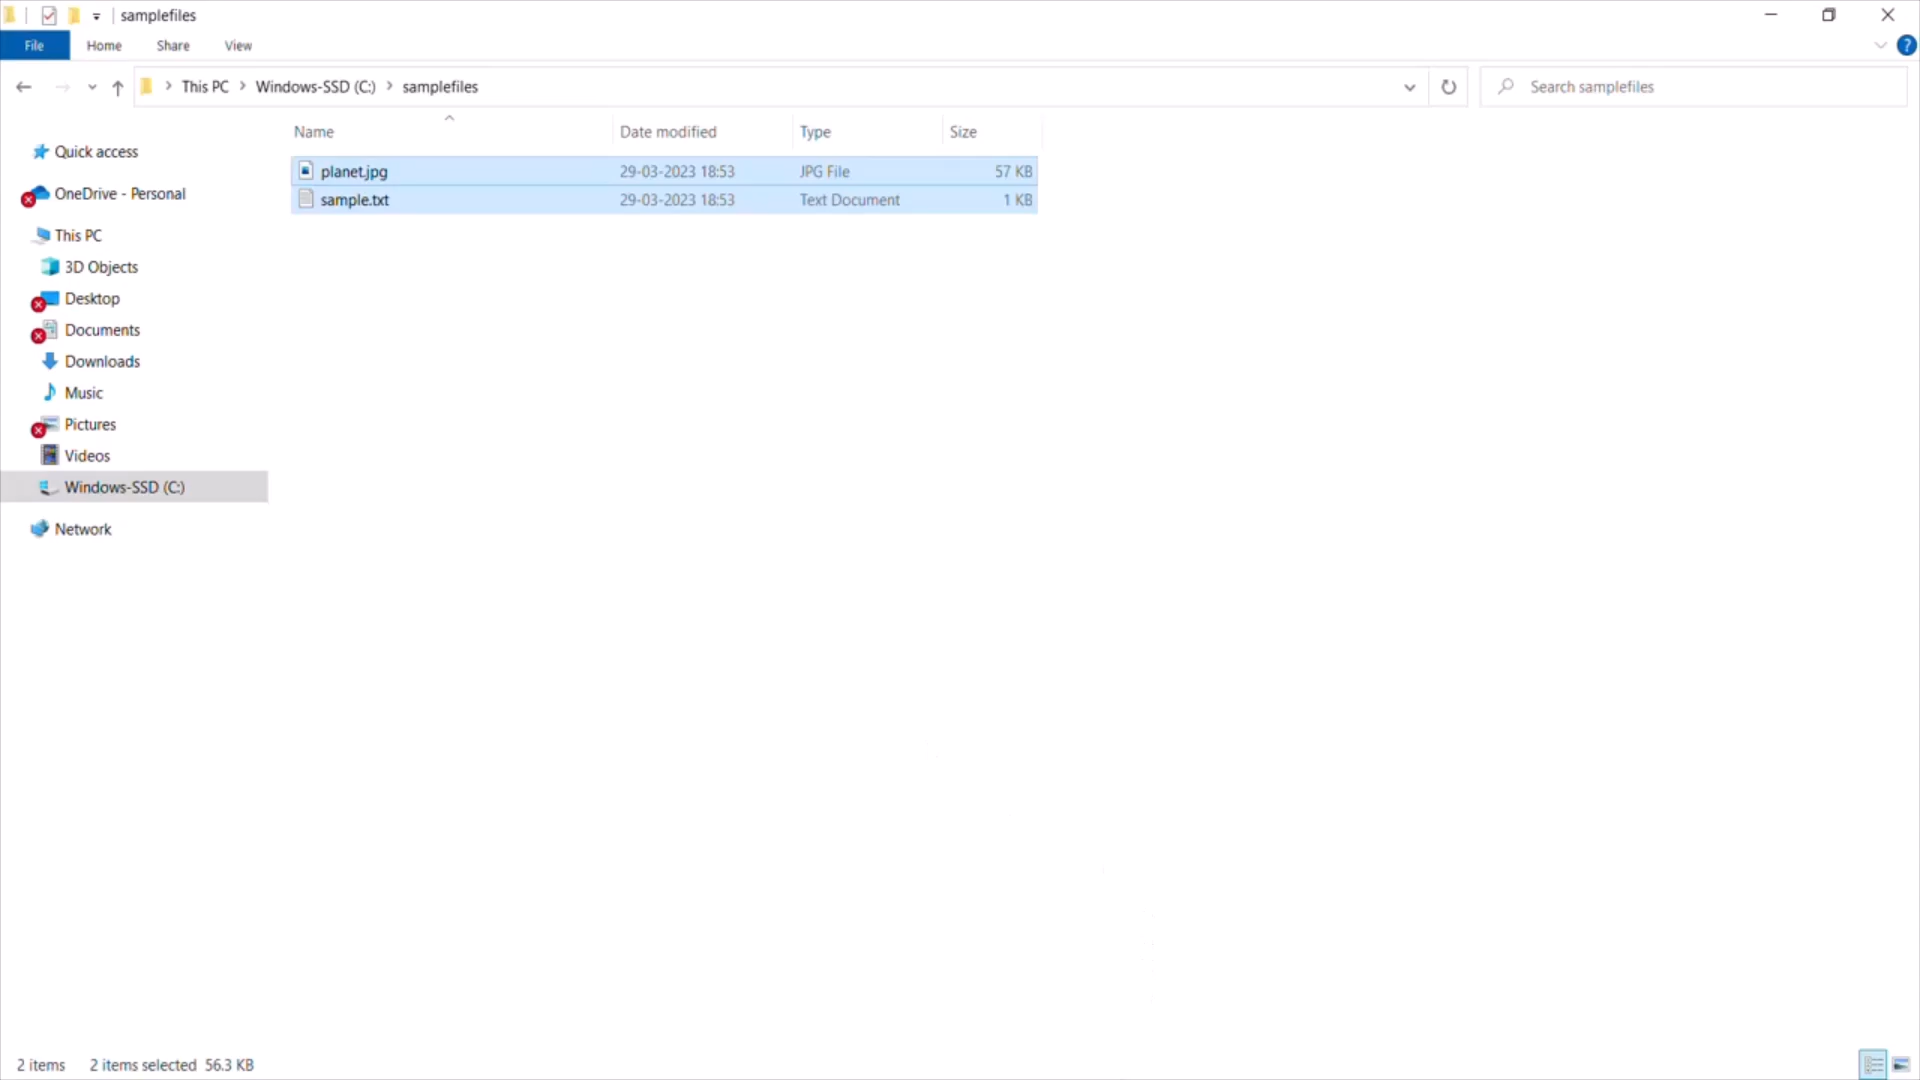 samplefiles
File Home Share View
This PC Windows-SSD (C:) samplefiles
Search samplefiles
Name Date modified Type Size
planet.jpg 29-03-2023 18:53 JPG File 57 KB
sample.txt 29-03-2023 18:53 Text Document 1 KB
Quick access
OneDrive - Personal
This PC
3D Objects
Desktop
Documents
Downloads
Music
Pictures
Videos
Windows-SSD (C:)
Network
2 items 2 items selected 56.3 KB